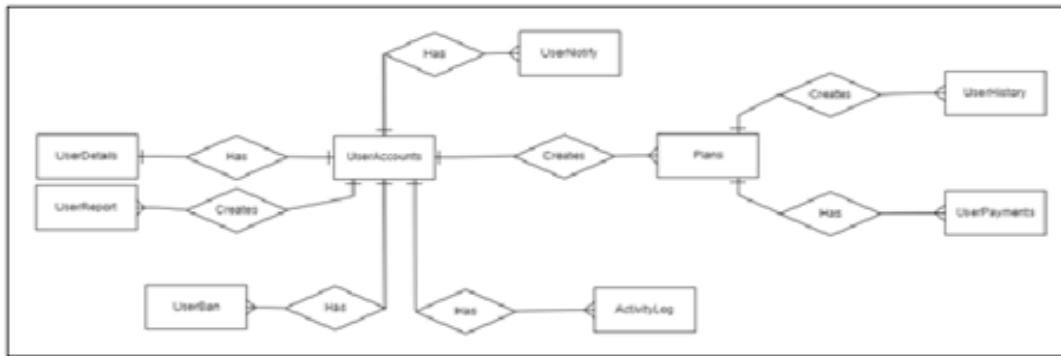 Has
UserNotify
Creates
UserHistory
UserDetails
Has
UserAccounts
Creates
Plans
UserReport
Creates
Has
UserPayments
UserBan
Has
Has
ActivityLog